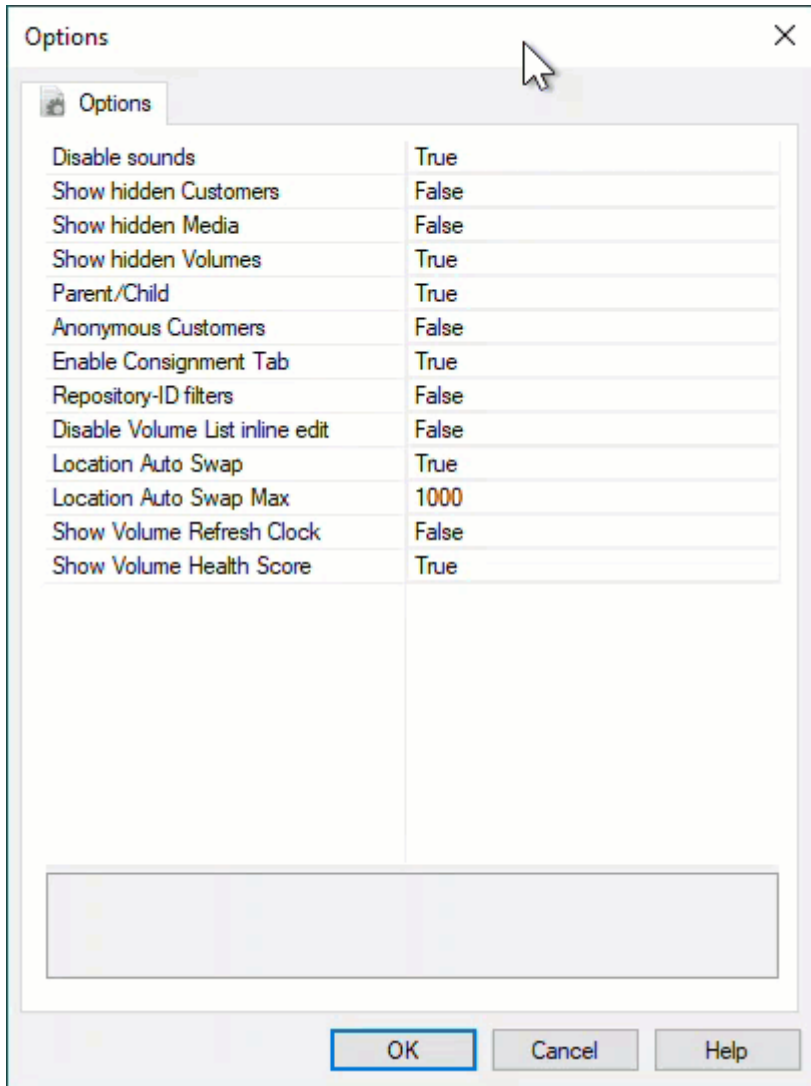 Options
Options
Disable sounds True
Show hidden Customers False
Show hidden Media False
Show hidden Volumes True
Parent/Child True
Anonymous Customers False
Enable Consignment Tab True
Repository-ID filters False
Disable Volume List inline edit False
Location Auto Swap True
Location Auto Swap Max 1000
Show Volume Refresh Clock False
Show Volume Health Score True
OK Cancel Help